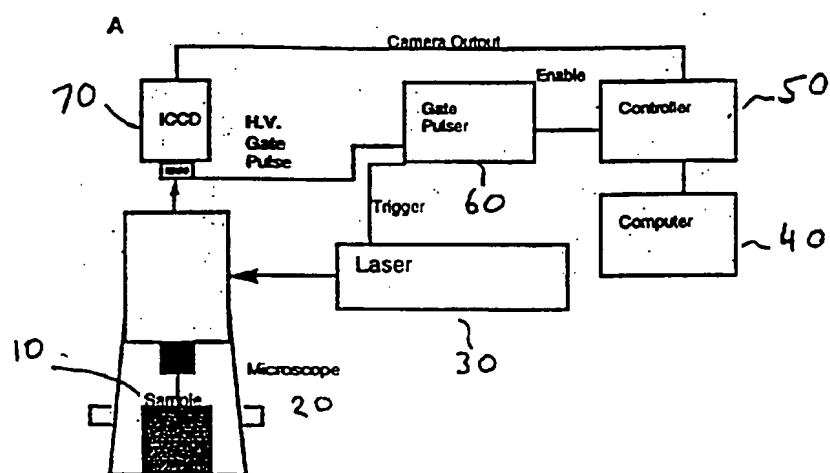 A
Camera Output
70
ICCD
H.V.
Gate
Pulse
Gate
Pulser
Enable
Controller
50
60
Trigger
Computer
40
Laser
30
10
Microscope
20
Sample